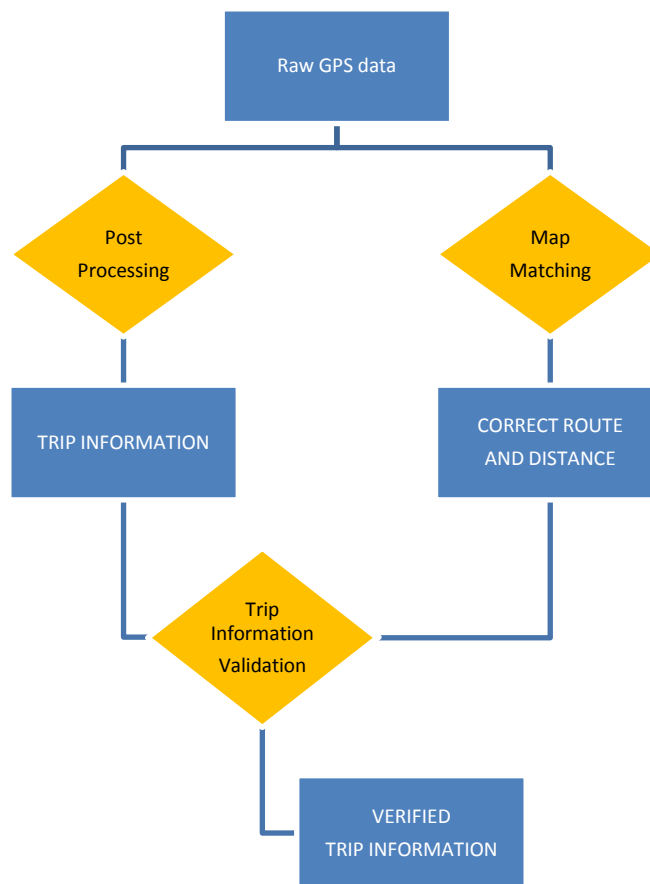 Raw GPS data
Post
Processing
Map
Matching
TRIP INFORMATION
CORRECT ROUTE
AND DISTANCE
Trip
Information
Validation
VERIFIED
TRIP INFORMATION